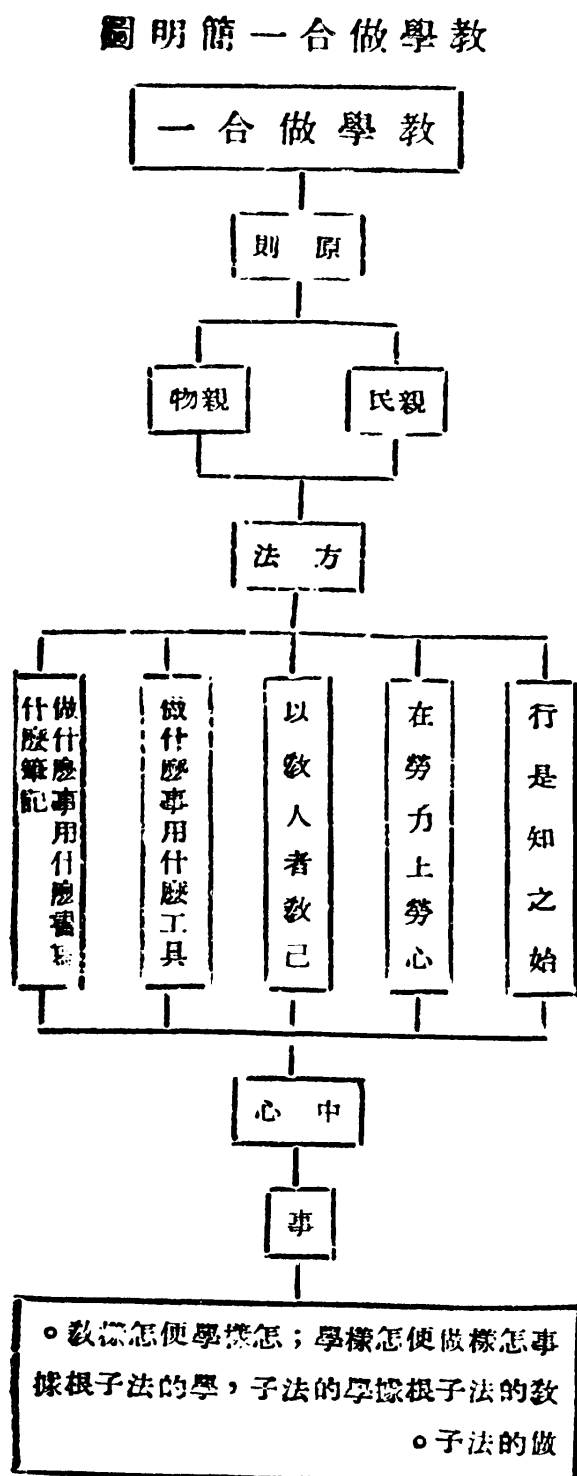 教學做合一簡明圖
教學做合一
原則
親民
親物
方法
行是知之始
在勞力上勞心
以教人者教己
做什麼事用什麼工具
做什麼事用什麼書寫
什麼筆記
中心
事
事怎樣做便怎樣學；怎樣學便怎樣教。
教的法子根據學的法子，學的法子根據
做的法子。